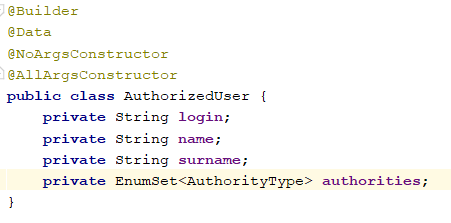 @Builder
@Data
@NoArgsConstructor
@AllArgsConstructor
public class AuthorizedUser {
    private String login;
    private String name;
    private String surname;
    private EnumSet<AuthorityType> authorities;
}